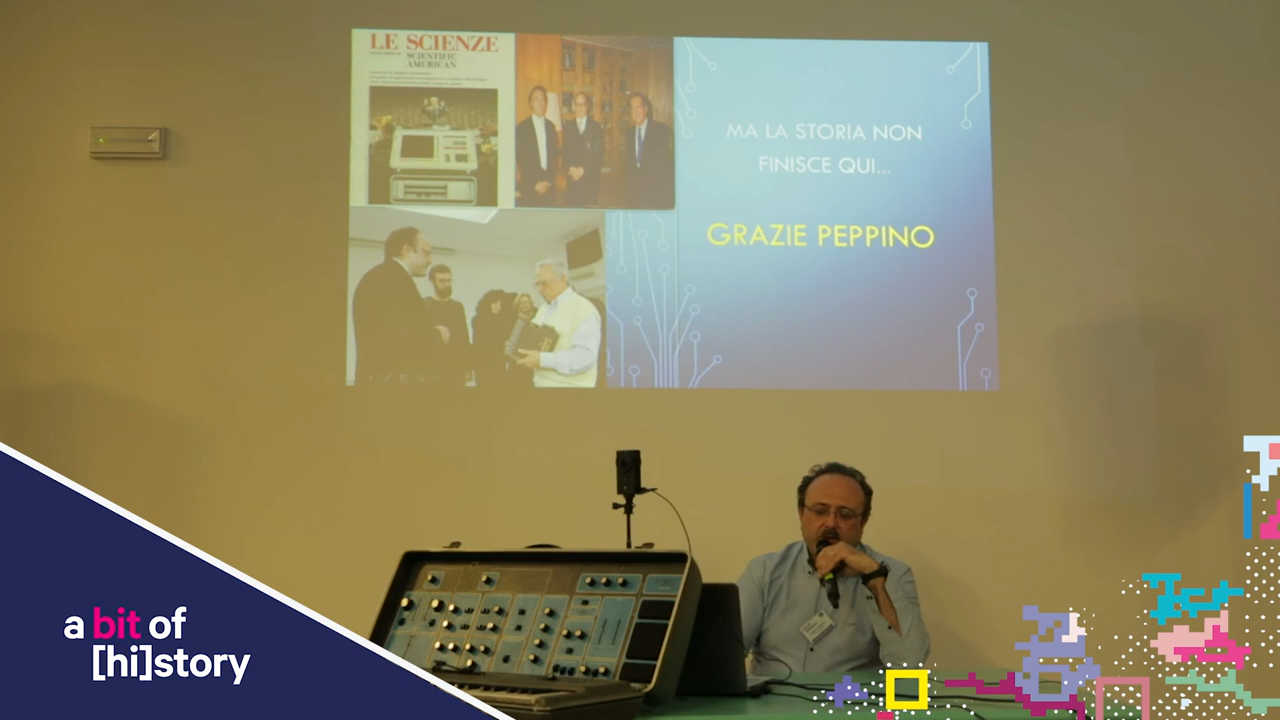 LE SCIENZE
SCIENTIFIC
AMERICAN
MA LA STORIA NON
FINISCE QUI...
GRAZIE PEPPINO
a bit of
[hi]story